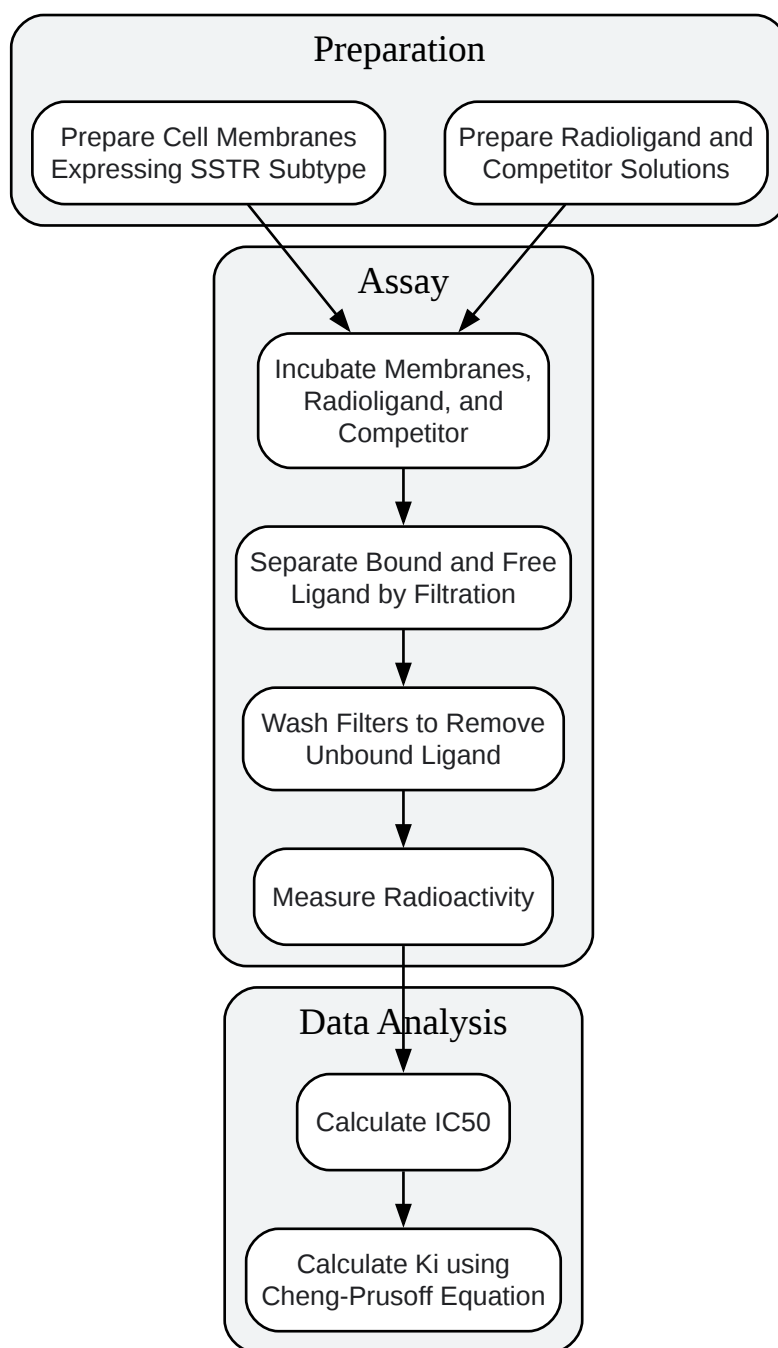 Preparation
Prepare Cell Membranes
Expressing SSTR Subtype
Prepare Radioligand and
Competitor Solutions
Assay
Incubate Membranes,
Radioligand, and
Competitor
Separate Bound and Free
Ligand by Filtration
Wash Filters to Remove
Unbound Ligand
Measure Radioactivity
Data Analysis
Calculate IC50
Calculate Ki using
Cheng-Prusoff Equation